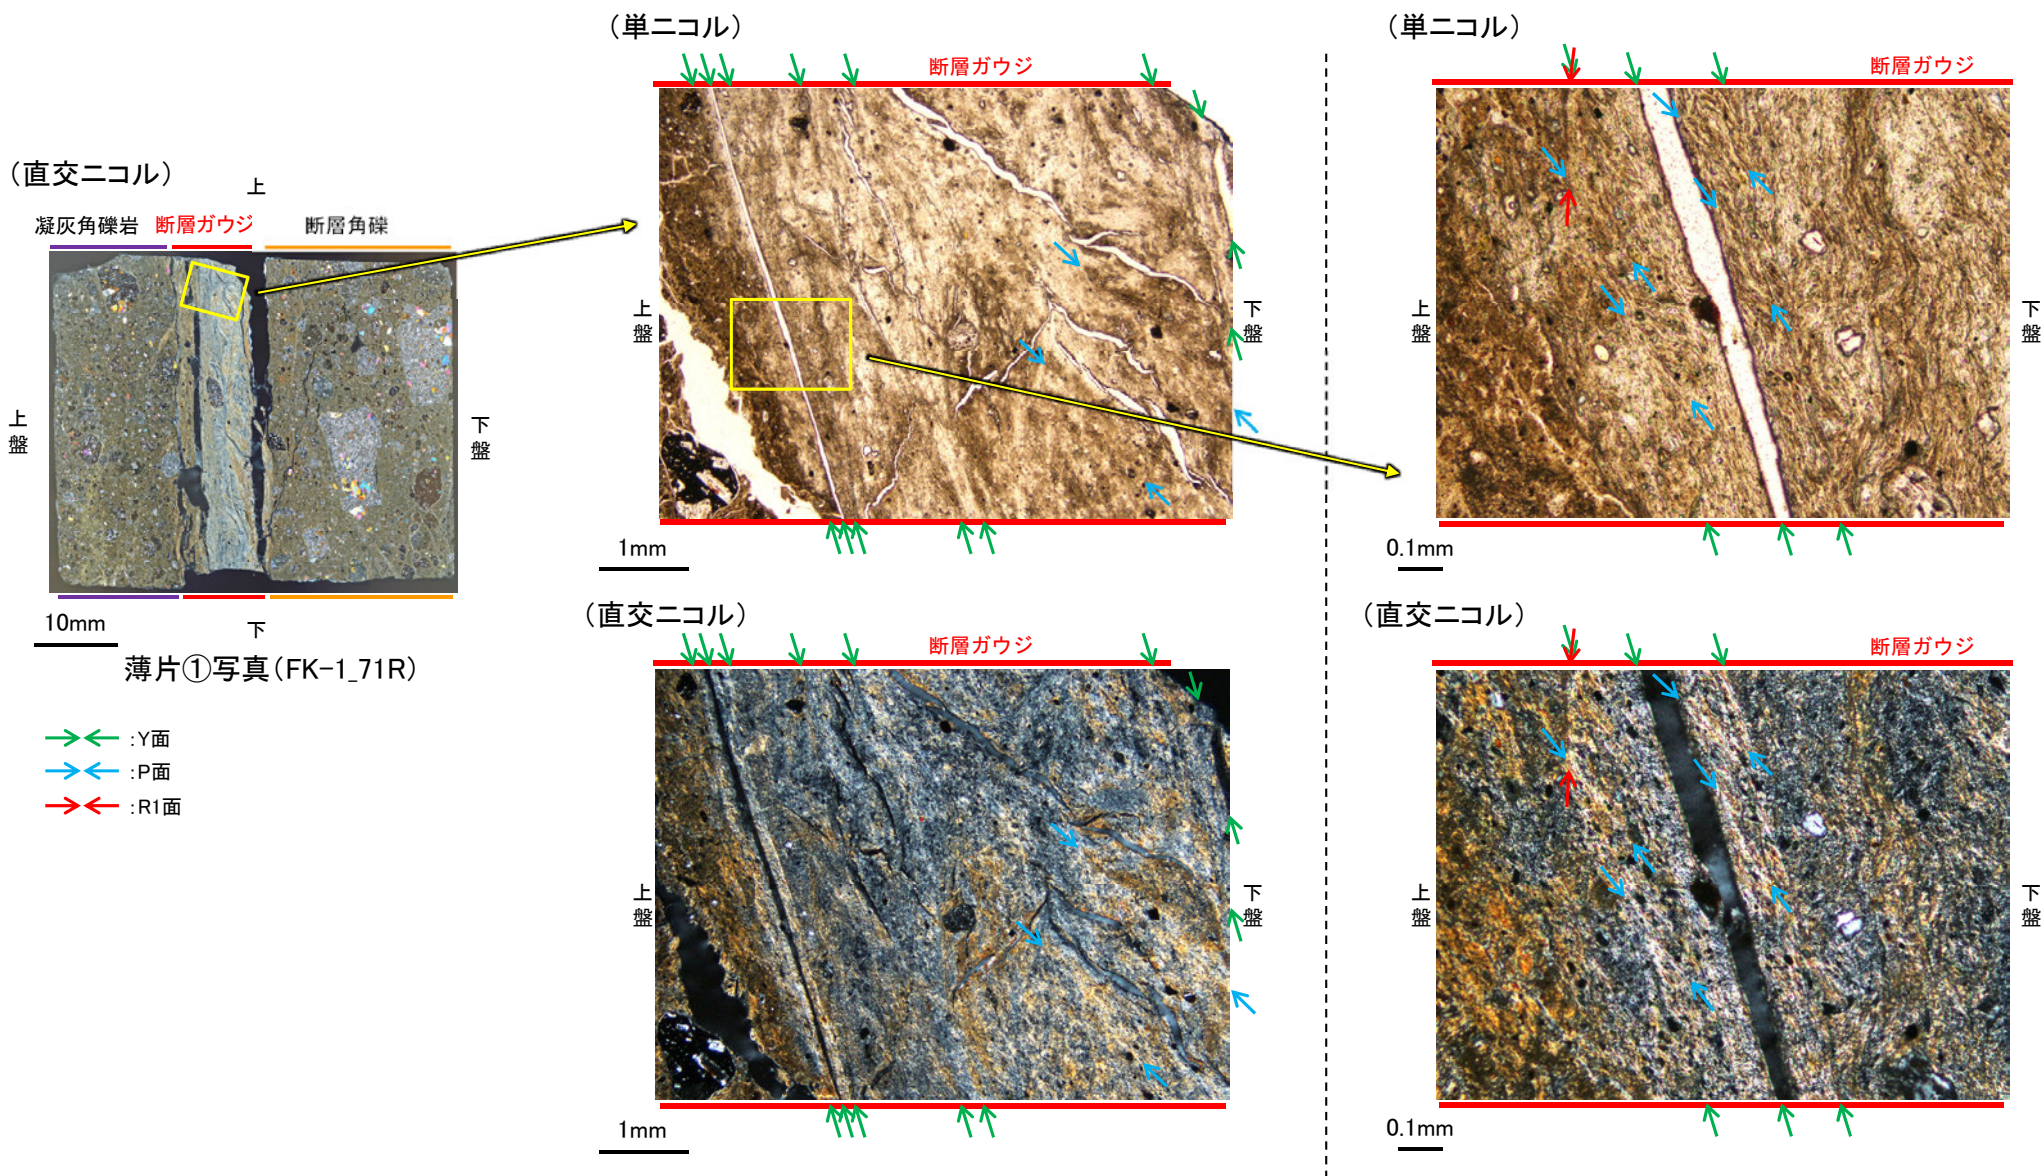 (直交ニコル)
上
凝灰角礫岩
断層ガウジ
断層角礫
上盤
下盤
10mm
下
薄片①写真(FK-1_71R)
:Y面
:P面
:R1面
(単ニコル)
断層ガウジ
上盤
下盤
1mm
(直交ニコル)
断層ガウジ
上盤
下盤
1mm
(単ニコル)
断層ガウジ
上盤
下盤
0.1mm
(直交ニコル)
断層ガウジ
上盤
下盤
0.1mm